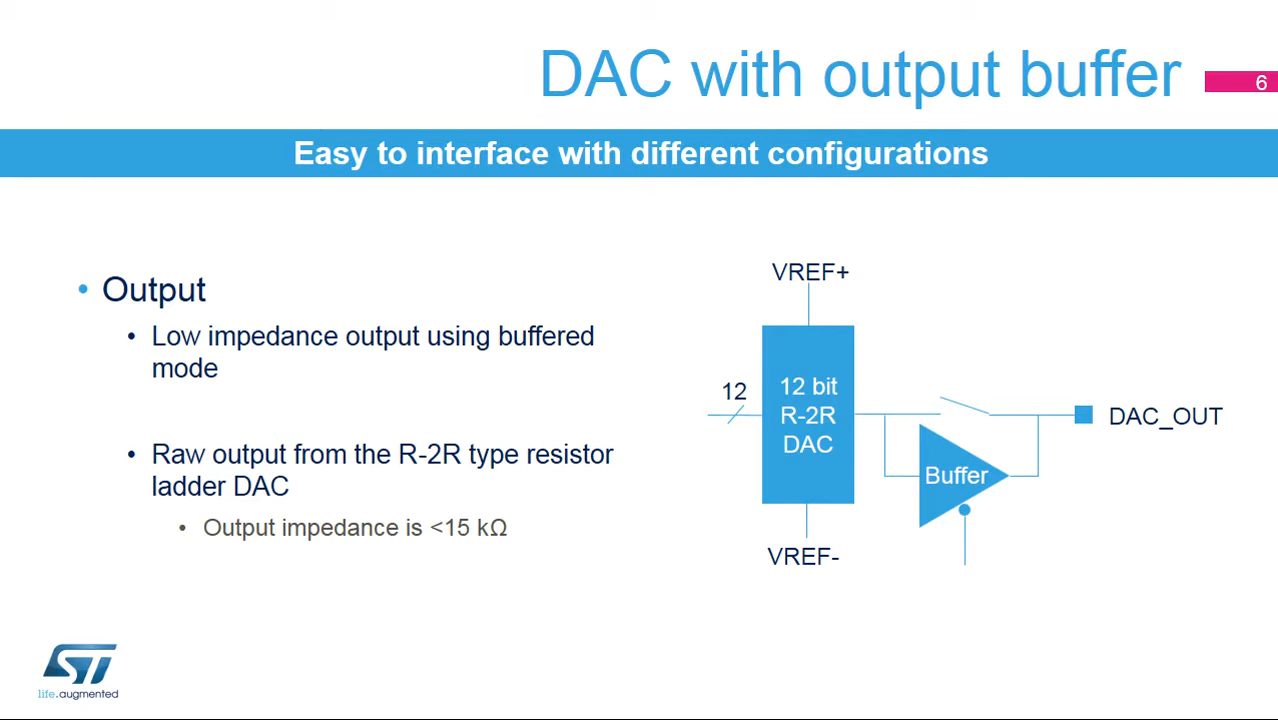 DAC with output buffer
6
Easy to interface with different configurations
• Output
• Low impedance output using buffered
mode
• Raw output from the R-2R type resistor
ladder DAC
• Output impedance is <15 kΩ
VREF+
12
12 bit
R-2R
DAC
DAC_OUT
Buffer
VREF-
ST
life.augmented